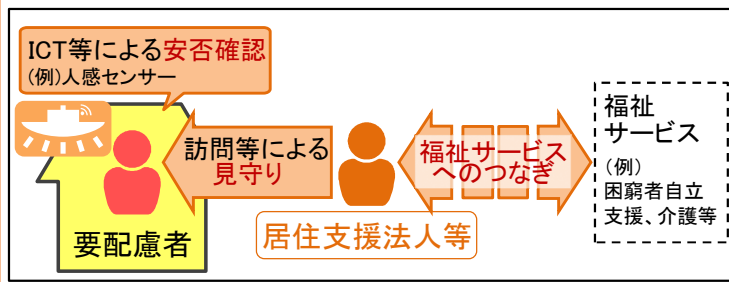 ICT等による安否確認
(例)人感センサー
訪問等による
見守り
福祉サービス
へのつなぎ
福祉
サービス
(例)
困窮者自立
支援、介護等
要配慮者
居住支援法人等